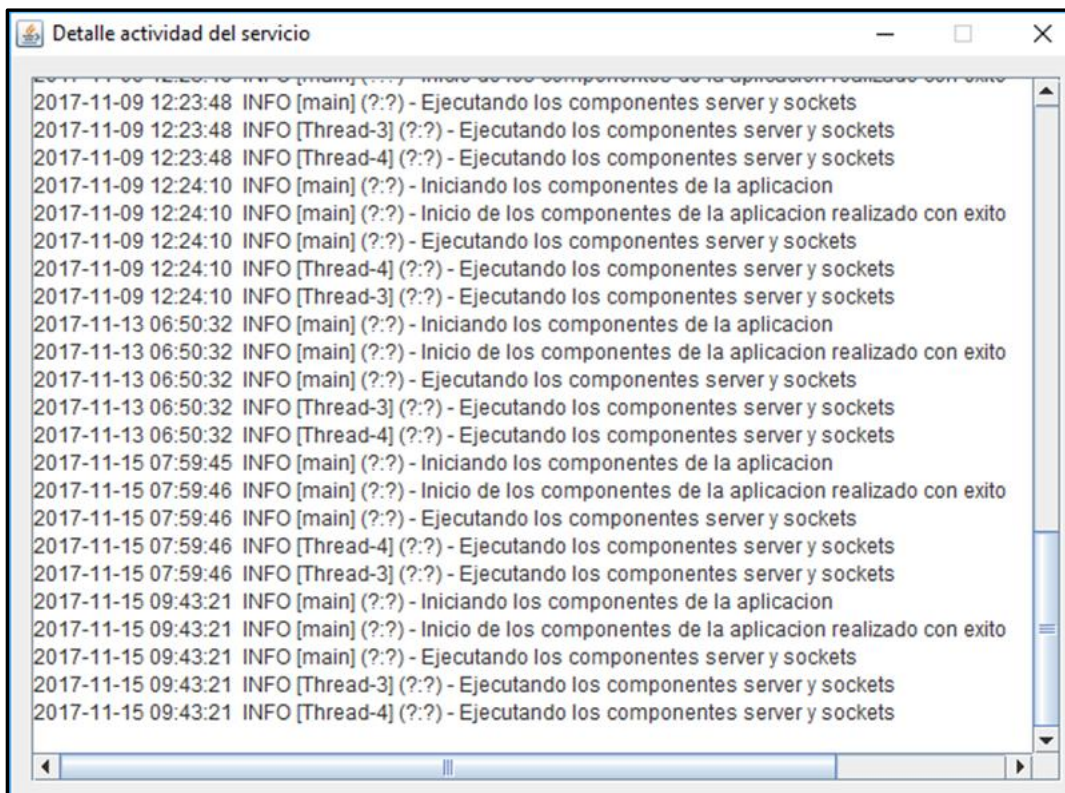 Detalle actividad del servicio
12:23:48 INFO [main] - Inicio de los componentes de la aplicacion realizado con exito
2017-11-09 12:23:48 INFO [main] (?:?) - Ejecutando los componentes server y sockets
2017-11-09 12:23:48 INFO [Thread-3] (?:?) - Ejecutando los componentes server y sockets
2017-11-09 12:23:48 INFO [Thread-4] (?:?) - Ejecutando los componentes server y sockets
2017-11-09 12:24:10 INFO [main] (?:?) - Iniciando los componentes de la aplicacion
2017-11-09 12:24:10 INFO [main] (?:?) - Inicio de los componentes de la aplicacion realizado con exito
2017-11-09 12:24:10 INFO [main] (?:?) - Ejecutando los componentes server y sockets
2017-11-09 12:24:10 INFO [Thread-4] (?:?) - Ejecutando los componentes server y sockets
2017-11-09 12:24:10 INFO [Thread-3] (?:?) - Ejecutando los componentes server y sockets
2017-11-13 06:50:32 INFO [main] (?:?) - Iniciando los componentes de la aplicacion
2017-11-13 06:50:32 INFO [main] (?:?) - Inicio de los componentes de la aplicacion realizado con exito
2017-11-13 06:50:32 INFO [main] (?:?) - Ejecutando los componentes server y sockets
2017-11-13 06:50:32 INFO [Thread-3] (?:?) - Ejecutando los componentes server y sockets
2017-11-13 06:50:32 INFO [Thread-4] (?:?) - Ejecutando los componentes server y sockets
2017-11-15 07:59:45 INFO [main] (?:?) - Iniciando los componentes de la aplicacion
2017-11-15 07:59:46 INFO [main] (?:?) - Inicio de los componentes de la aplicacion realizado con exito
2017-11-15 07:59:46 INFO [main] (?:?) - Ejecutando los componentes server y sockets
2017-11-15 07:59:46 INFO [Thread-4] (?:?) - Ejecutando los componentes server y sockets
2017-11-15 07:59:46 INFO [Thread-3] (?:?) - Ejecutando los componentes server y sockets
2017-11-15 09:43:21 INFO [main] (?:?) - Iniciando los componentes de la aplicacion
2017-11-15 09:43:21 INFO [main] (?:?) - Inicio de los componentes de la aplicacion realizado con exito
2017-11-15 09:43:21 INFO [main] (?:?) - Ejecutando los componentes server y sockets
2017-11-15 09:43:21 INFO [Thread-3] (?:?) - Ejecutando los componentes server y sockets
2017-11-15 09:43:21 INFO [Thread-4] (?:?) - Ejecutando los componentes server y sockets